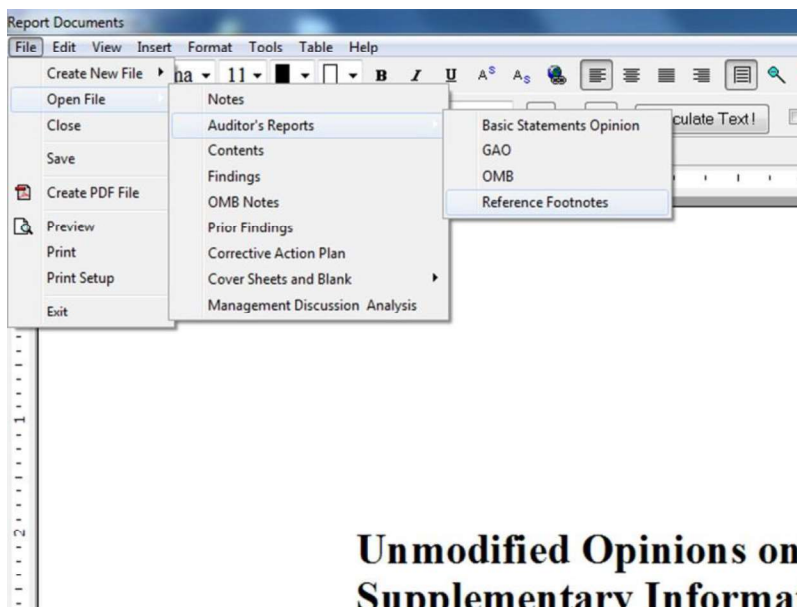 Report Documents
File Edit View Insert Format Tools Table Help
Create New File
11 B I U A S A S
Open File
Close
Save
Create PDF File
Preview
Print
Print Setup
Exit
Notes
Auditor's Reports
Contents
Findings
OMB Notes
Prior Findings
Corrective Action Plan
Cover Sheets and Blank
Management Discussion Analysis
Basic Statements Opinion
GAO
OMB
Reference Footnotes
Text!
1
2
Unmodified Opinions on
Supplementary